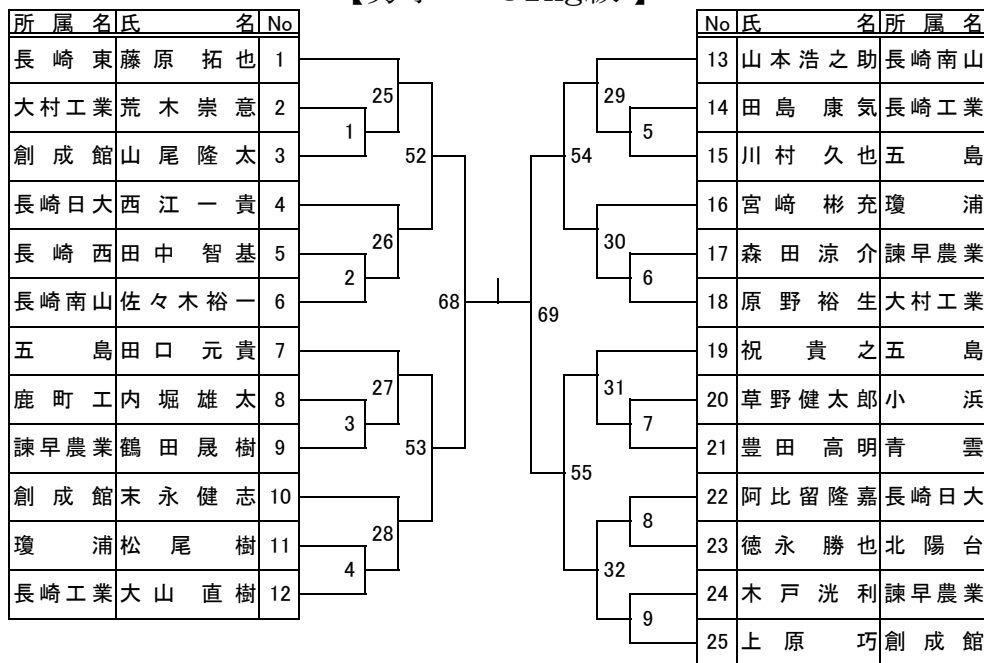 所属名 氏名 No
長崎東 藤原拓也 1
大村工業 荒木崇意 2
創成館 山尾隆太 3
長崎日大 西江一貴 4
長崎西 田中智基 5
長崎南山 佐々木裕一 6
五島 田口元貴 7
鹿町工 内堀雄太 8
諫早農業 鶴田晟樹 9
創成館 末永健志 10
瓊浦 松尾樹 11
長崎工業 大山直樹 12
25
1
52
26
2
68
27
3
53
28
4
No 氏名 所属名
13 山本浩之助 長崎南山
14 田島康気 長崎工業
15 川村久也 五島
16 宮﨑彬充 瓊浦
17 森田涼介 諫早農業
18 原野裕生 大村工業
19 祝貴之 五島
20 草野健太郎 小浜
21 豊田高明 青雲
22 阿比留隆嘉 長崎日大
23 徳永勝也 北陽台
24 木戸洸利 諫早農業
25 上原巧 創成館
29
5
54
30
6
69
31
7
55
8
32
9